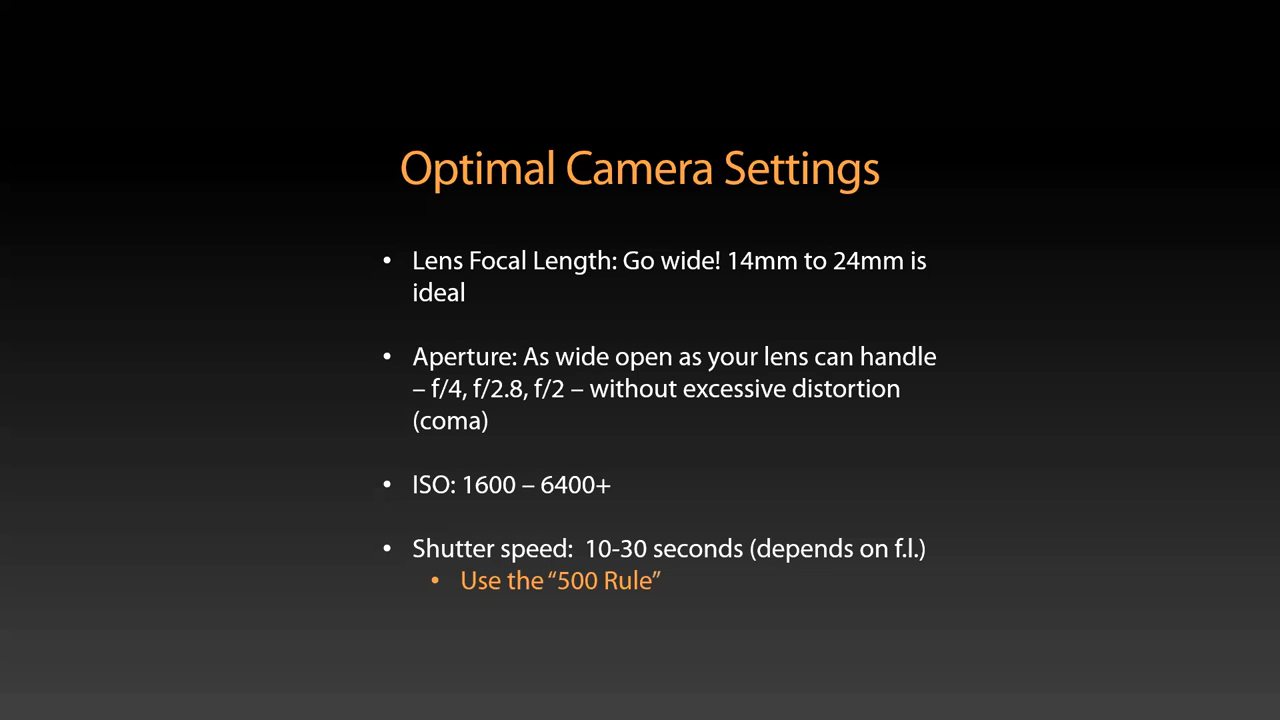 Optimal Camera Settings
• Lens Focal Length: Go wide! 14mm to 24mm is
ideal
• Aperture: As wide open as your lens can handle
– f/4, f/2.8, f/2 – without excessive distortion
(coma)
• ISO: 1600 – 6400+
• Shutter speed:  10-30 seconds (depends on f.l.)
• Use the “500 Rule”